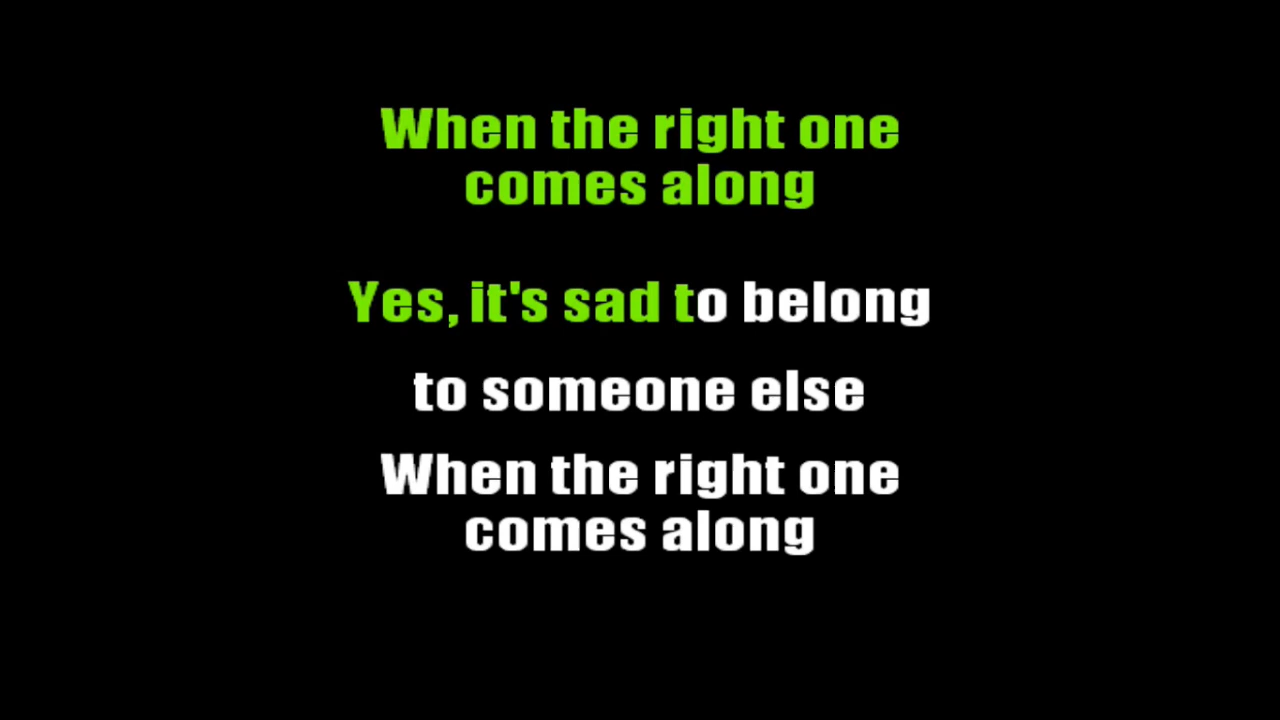 When the right one
comes along
Yes, it's sad to belong
to someone else
When the right one
comes along